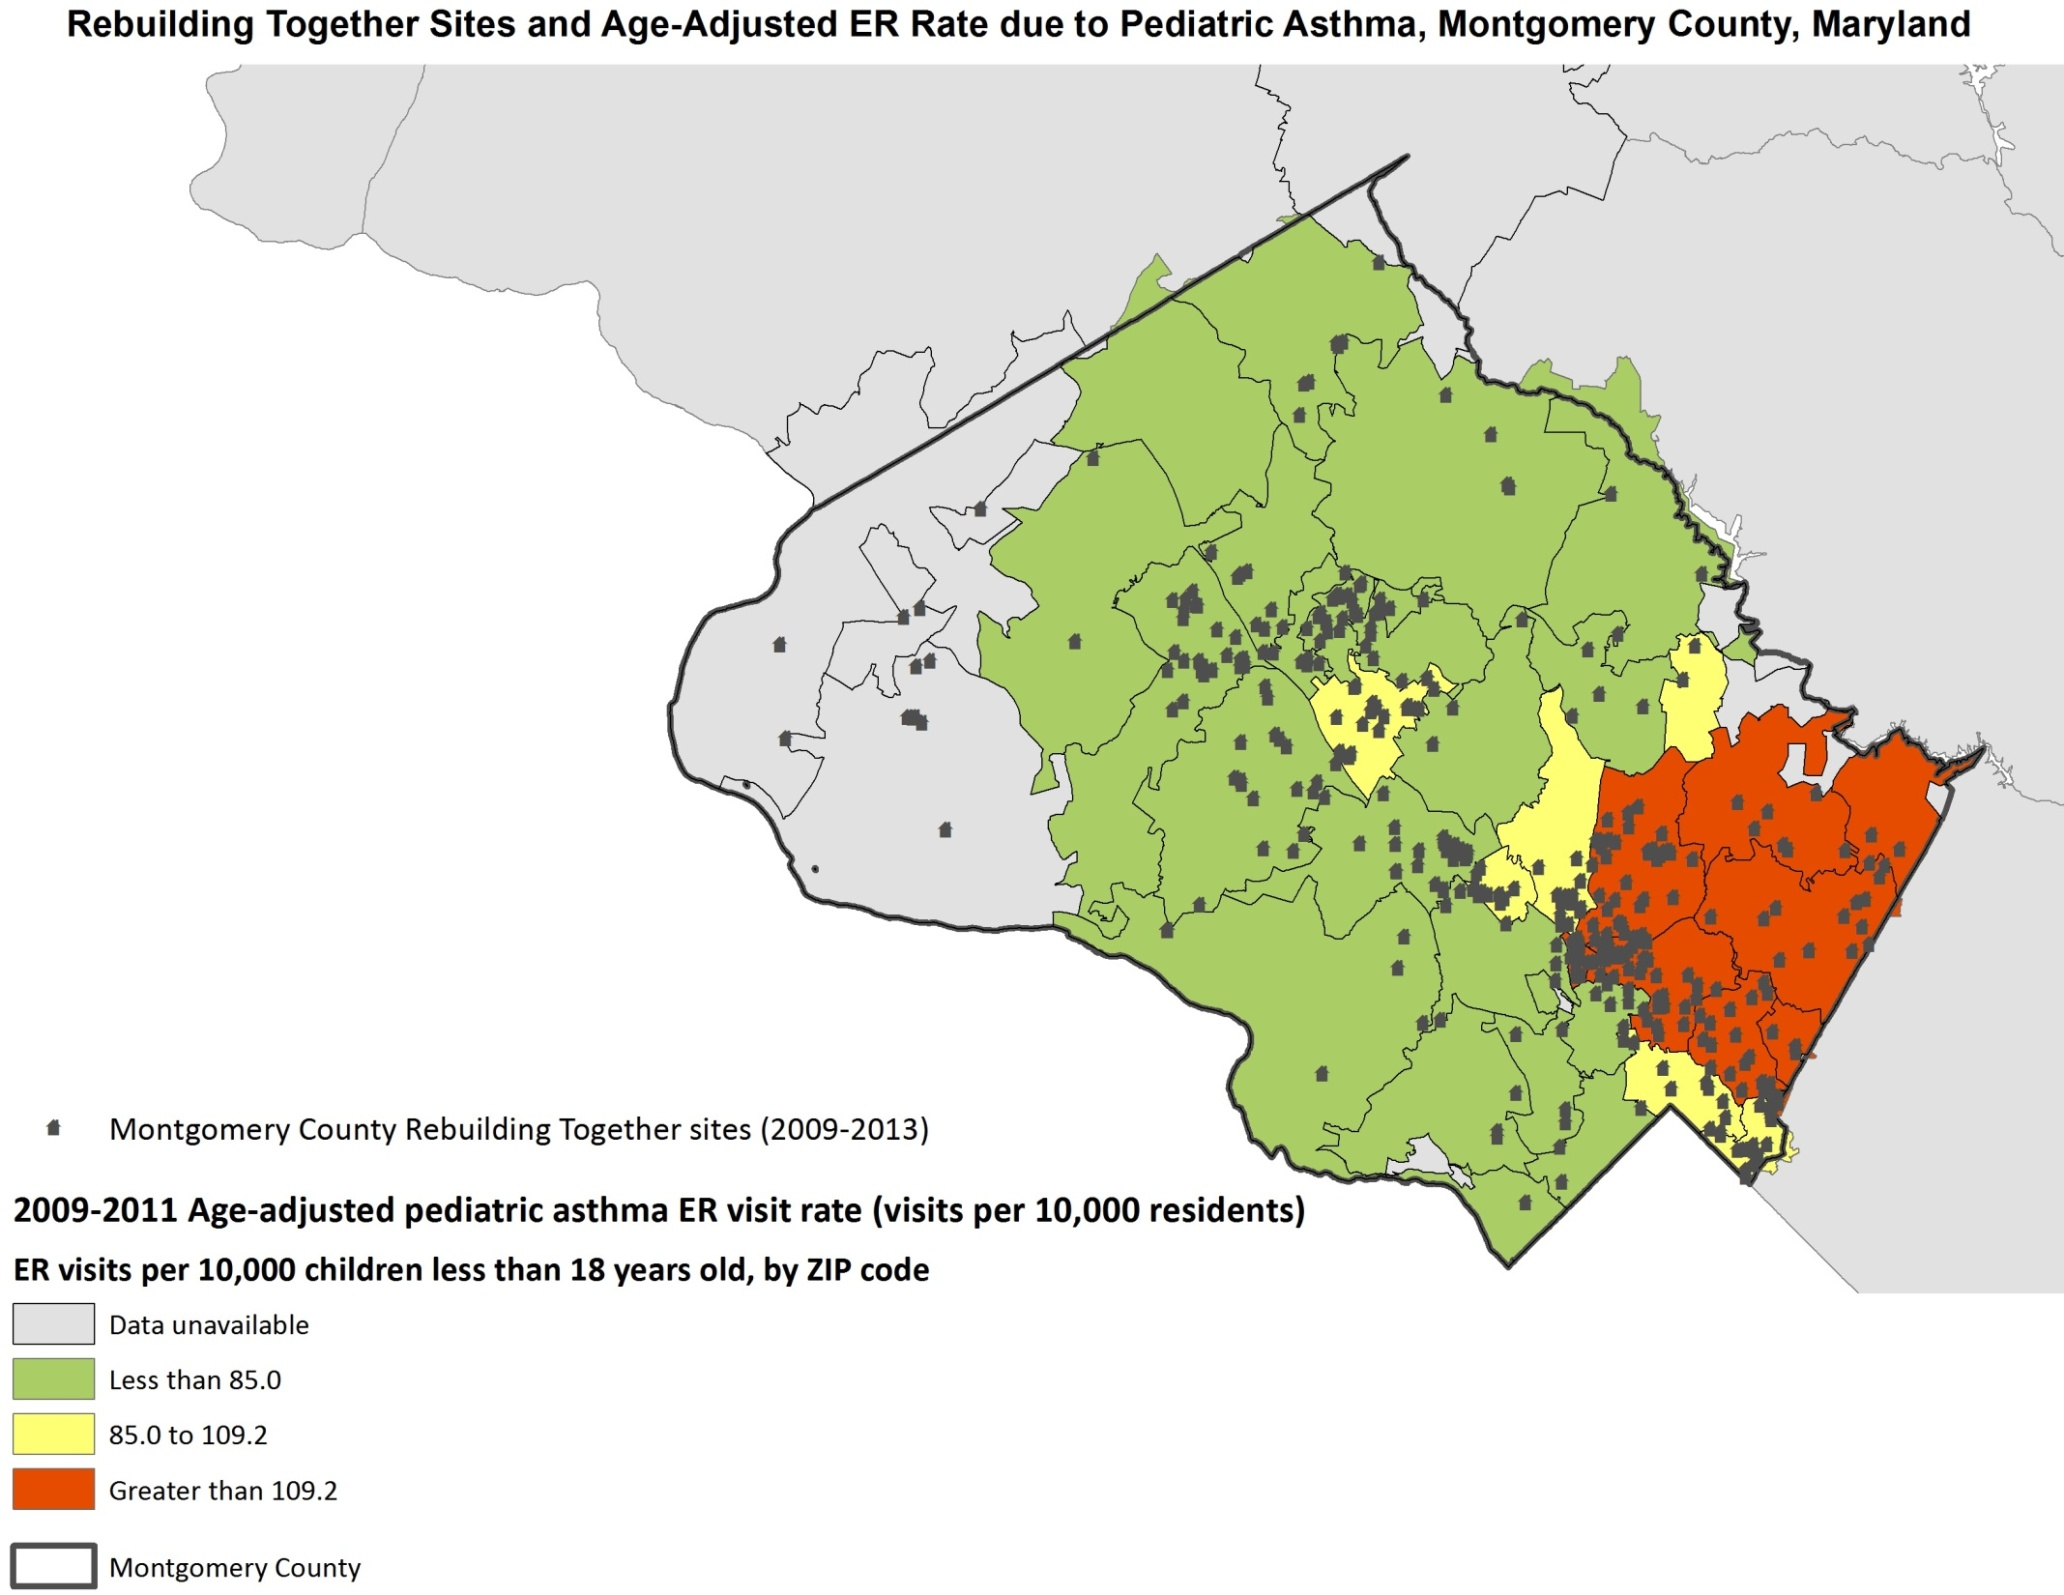 Rebuilding Together Sites and Age-Adjusted ER Rate due to Pediatric Asthma, Montgomery County, Maryland
Montgomery County Rebuilding Together sites (2009-2013)
2009-2011 Age-adjusted pediatric asthma ER visit rate (visits per 10,000 residents)
ER visits per 10,000 children less than 18 years old, by ZIP code
Data unavailable
Less than 85.0
85.0 to 109.2
Greater than 109.2
Montgomery County